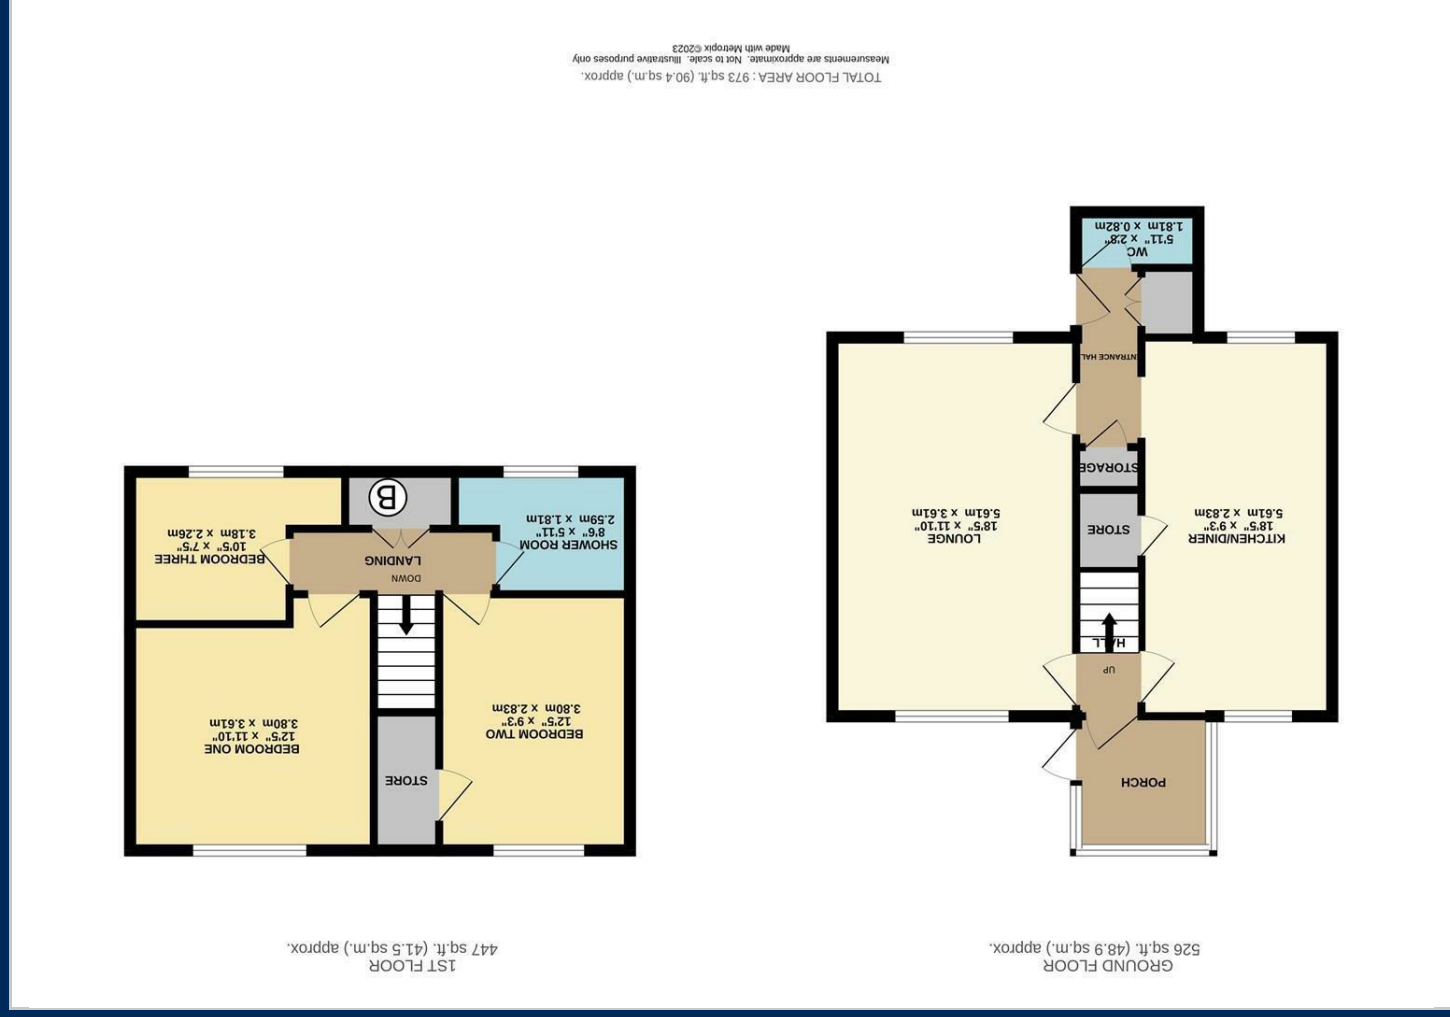 GROUND FLOOR
526 sq.ft. (48.9 sq.m.) approx.
1ST FLOOR
447 sq.ft. (41.5 sq.m.) approx.
PORCH
UP
HALL
KITCHEN/DINER
18'5" x 9'3"
5.61m x 2.83m
STORE
LOUNGE
18'5" x 11'10"
5.61m x 3.61m
STORAGE
ENTRANCE HALL
WC
5'11" x 2'8"
1.81m x 0.82m
STORE
BEDROOM TWO
12'5" x 9'3"
3.80m x 2.83m
BEDROOM ONE
12'5" x 11'10"
3.80m x 3.61m
DOWN
LANDING
SHOWER ROOM
8'6" x 5'11"
2.59m x 1.81m
BEDROOM THREE
10'5" x 7'5"
3.18m x 2.26m
B
TOTAL FLOOR AREA : 973 sq.ft. (90.4 sq.m.) approx.
Measurements are approximate. Not to scale. Illustrative purposes only
Made with Metropix ©2023